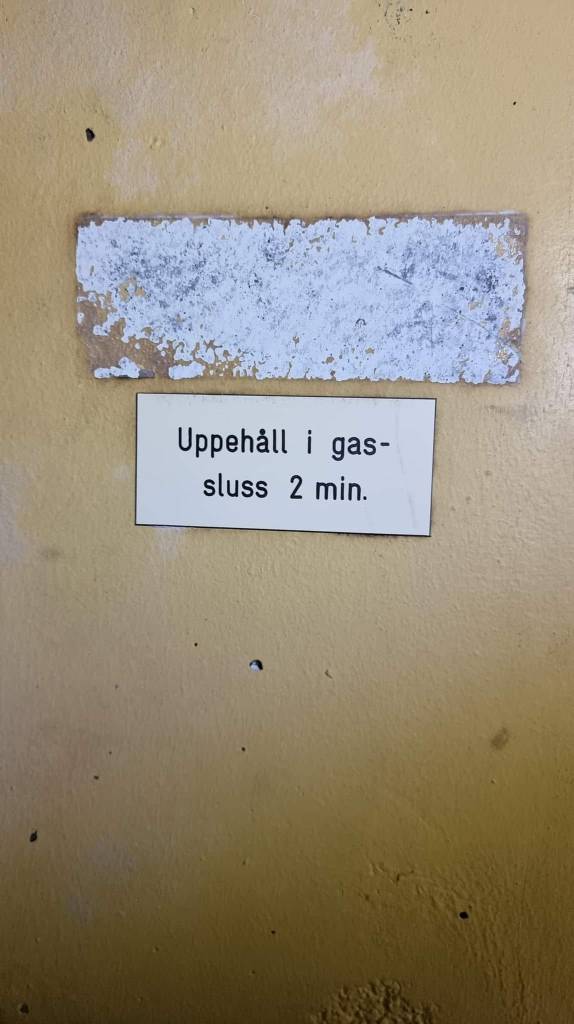 Uppehåll i gas-
sluss 2 min.